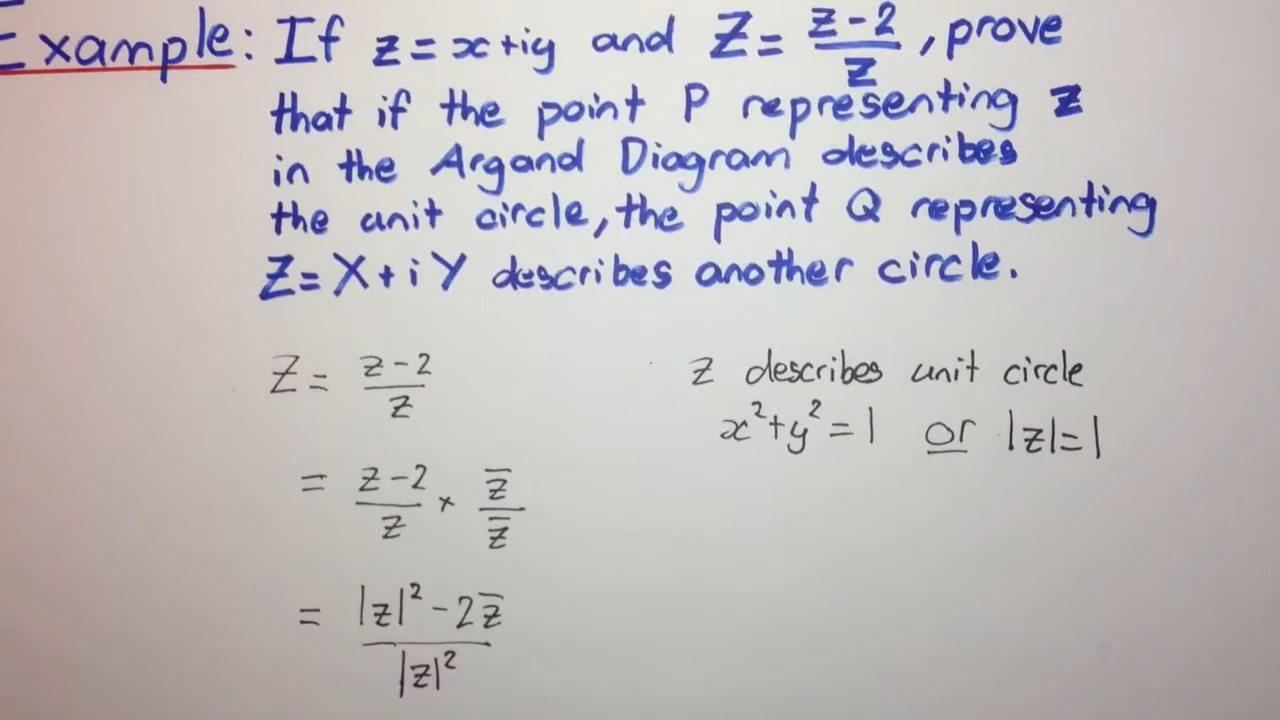 Example: If z = x+iy and Z = (z-2)/z, prove
that if the point P representing z
in the Argand Diagram describes
the unit circle, the point Q representing
Z = X + iY describes another circle.
Z = (z-2)/z
z describes unit circle
x²+y² = 1 or |z| = 1
= (z-2)/z × z̅/z̅
= (|z|² - 2z̅)/|z|²